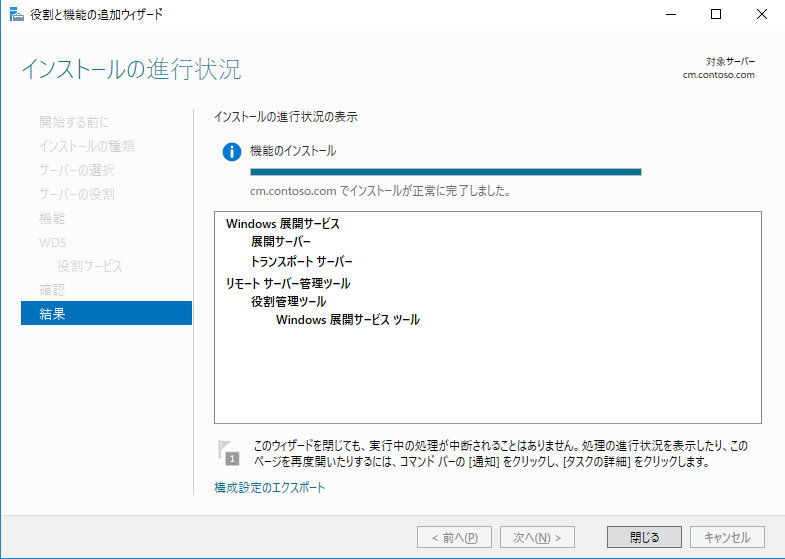 役割と機能の追加ウィザード
インストールの進行状況
対象サーバー
cm.contoso.com
開始する前に
インストールの種類
サーバーの選択
サーバーの役割
機能
WDS
役割サービス
確認
結果
インストールの進行状況の表示
機能のインストール
cm.contoso.com でインストールが正常に完了しました。
Windows 展開サービス
展開サーバー
トランスポート サーバー
リモート サーバー管理ツール
役割管理ツール
Windows 展開サービス ツール
1
このウィザードを閉じても、実行中の処理が中断されることはありません。処理の進行状況を表示したり、この
ページを再度開いたりするには、コマンド バーの [通知] をクリックし、[タスクの詳細] をクリックします。
構成設定のエクスポート
< 前へ(P)
次へ(N) >
閉じる
キャンセル